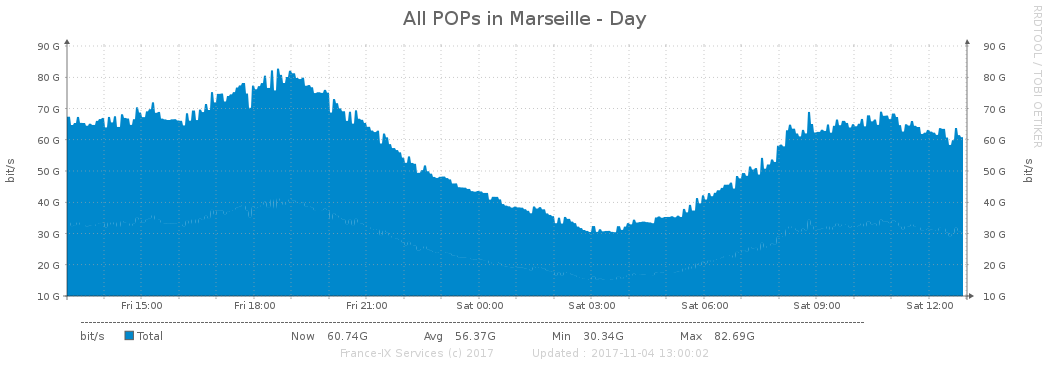 All POPs in Marseille - Day
RRDTOOL / TOBI OETIKER
90 G 90 G
80 G 80 G
70 G 70 G
60 G 60 G
50 G 50 G
40 G 40 G
30 G 30 G
20 G 20 G
10 G 10 G
bit/s
bit/s
Fri 15:00 Fri 18:00 Fri 21:00 Sat 00:00 Sat 03:00 Sat 06:00 Sat 09:00 Sat 12:00
bit/s Total Now 60.74G Avg 56.37G Min 30.34G Max 82.69G
France-IX Services (c) 2017 Updated : 2017-11-04 13:00:02